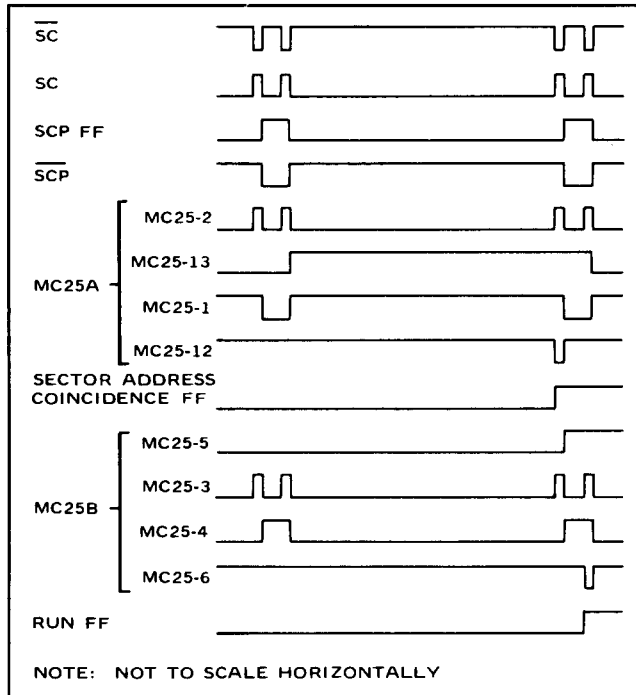 SC
SC
SCP FF
SCP
MC25-2
MC25-13
MC25A
MC25-1
MC25-12
SECTOR ADDRESS
COINCIDENCE FF
MC25-5
MC25-3
MC25B
MC25-4
MC25-6
RUN FF
NOTE: NOT TO SCALE HORIZONTALLY